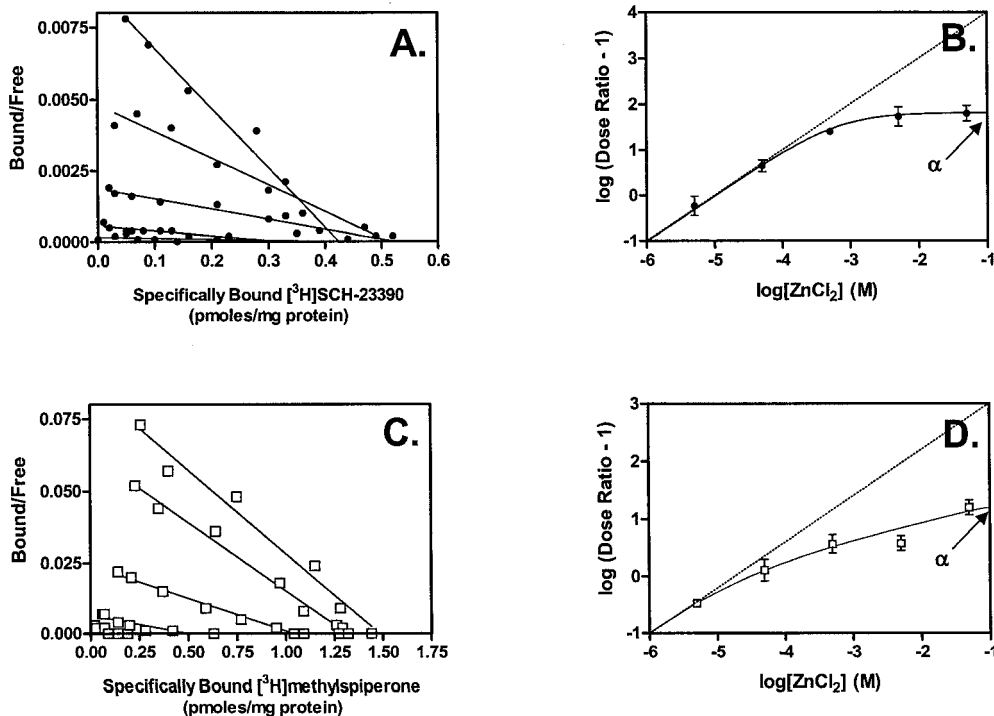 A.
Bound/Free
0.0075
0.0050
0.0025
0.0000
0.0 0.1 0.2 0.3 0.4 0.5 0.6
Specifically Bound [³H]SCH-23390
(pmoles/mg protein)
B.
log (Dose Ratio - 1)
4
3
2
1
0
-1
α
-6 -5 -4 -3 -2 -1
log[ZnCl₂] (M)
C.
Bound/Free
0.075
0.050
0.025
0.000
0.00 0.25 0.50 0.75 1.00 1.25 1.50 1.75
Specifically Bound [³H]methylspiperone
(pmoles/mg protein)
D.
log (Dose Ratio - 1)
3
2
1
0
-1
α
-6 -5 -4 -3 -2 -1
log[ZnCl₂] (M)